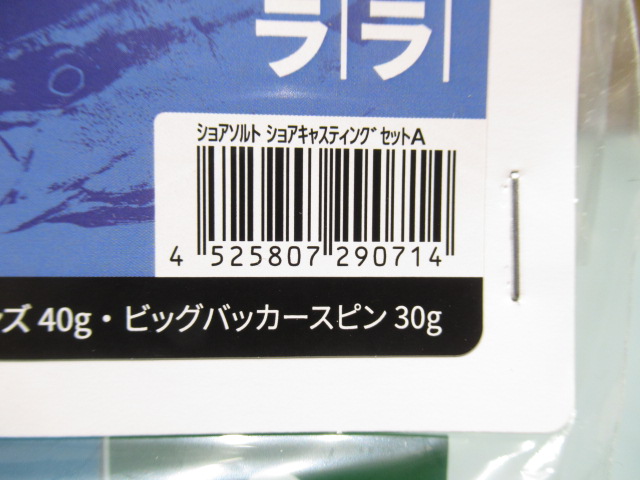 ラ ラ
ショアソルト ショアキャスティングセットA
4 525807 290714
ズ 40g・ビッグバッカースピン 30g